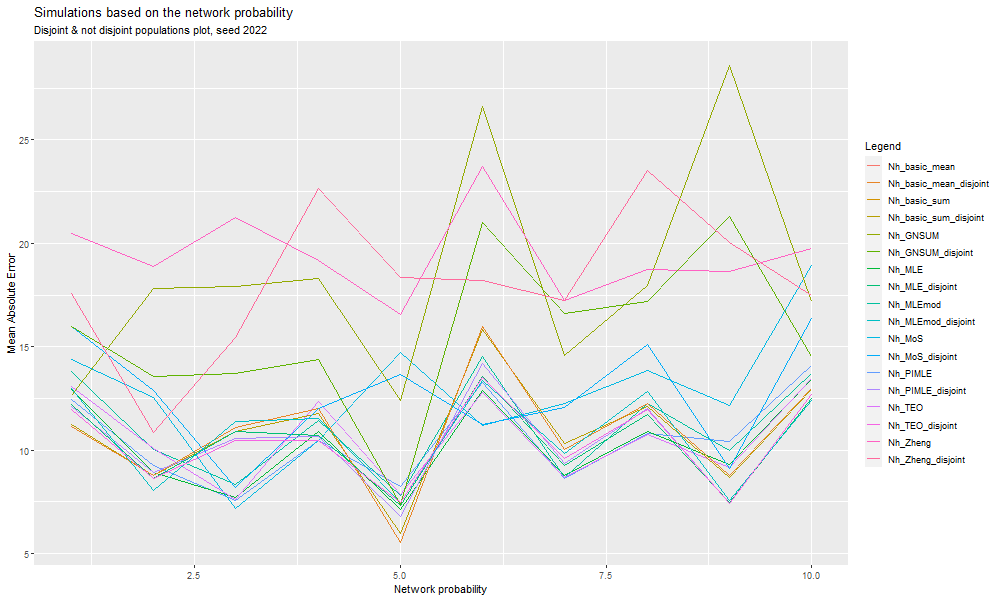 Simulations based on the network probability
Disjoint & not disjoint populations plot, seed 2022
Mean Absolute Error
25
20
15
10
5
2.5
5.0
7.5
10.0
Network probability
Legend
Nh_basic_mean
Nh_basic_mean_disjoint
Nh_basic_sum
Nh_basic_sum_disjoint
Nh_GNSUM
Nh_GNSUM_disjoint
Nh_MLE
Nh_MLE_disjoint
Nh_MLEmod
Nh_MLEmod_disjoint
Nh_MoS
Nh_MoS_disjoint
Nh_PIMLE
Nh_PIMLE_disjoint
Nh_TEO
Nh_TEO_disjoint
Nh_Zheng
Nh_Zheng_disjoint